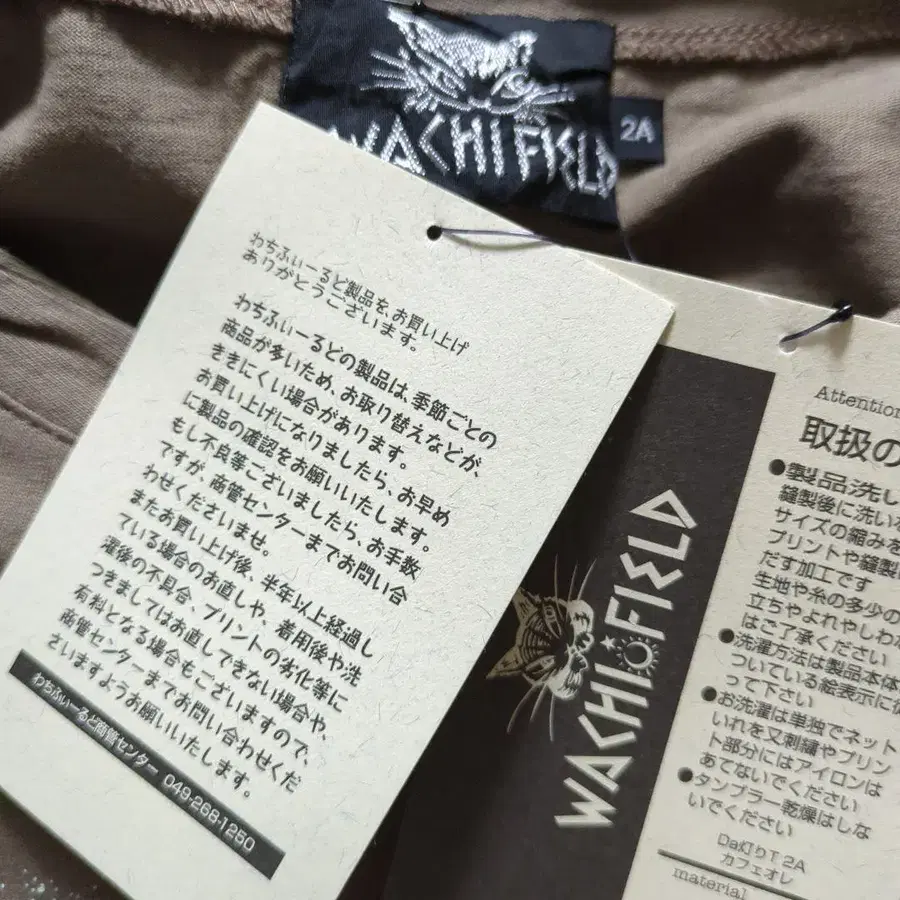 WACHIFIELD
2A
わちふぃーるど製品を、お買い上げ
ありがとうございます。
わちふぃーるどの製品は、季節ごとの
商品が多いため、お取り替えなどが、
ききにくい場合があります。
お買い上げになりましたら、お早め
に製品の確認をお願いいたします。
もし不良等ございましたら、お手数
ですが、商管センターまでお問い合
わせくださいませ。
またお買い上げ後、半年以上経過し
ている場合のお直しや、着用後や洗
濯後の不具合、プリントの劣化等に
つきましてはお直しできない場合や、
有料となる場合もございますので、
商管センターまでお問い合わせくだ
さいますようお願いいたします。
わちふぃーるど商管センター 049-268-1250
WACHIFIELD
Attention
取扱の
●製品洗し
縫製後に洗い
サイズの縮みを
プリントや縫製
だす加工です
生地や糸の多少の
立ちやよれやしわ
はご了承ください
●洗濯方法は製品本体
ついている絵表示に従
って下さい
●お洗濯は単独でネット
いれを又刺繍やプリン
ト部分にはアイロンは
あてないでください
●タンブラー乾燥はしな
いでください
Da灯りT 2A
カフェオレ
material